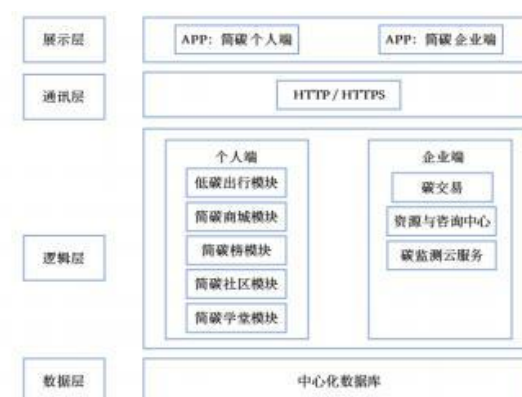 展示层
APP: 简碳个人端
APP: 简碳企业端
通讯层
HTTP / HTTPS
逻辑层
个人端
低碳出行模块
简碳商城模块
简碳榜模块
简碳社区模块
简碳学堂模块
企业端
碳交易
资源与咨询中心
碳监测云服务
数据层
中心化数据库